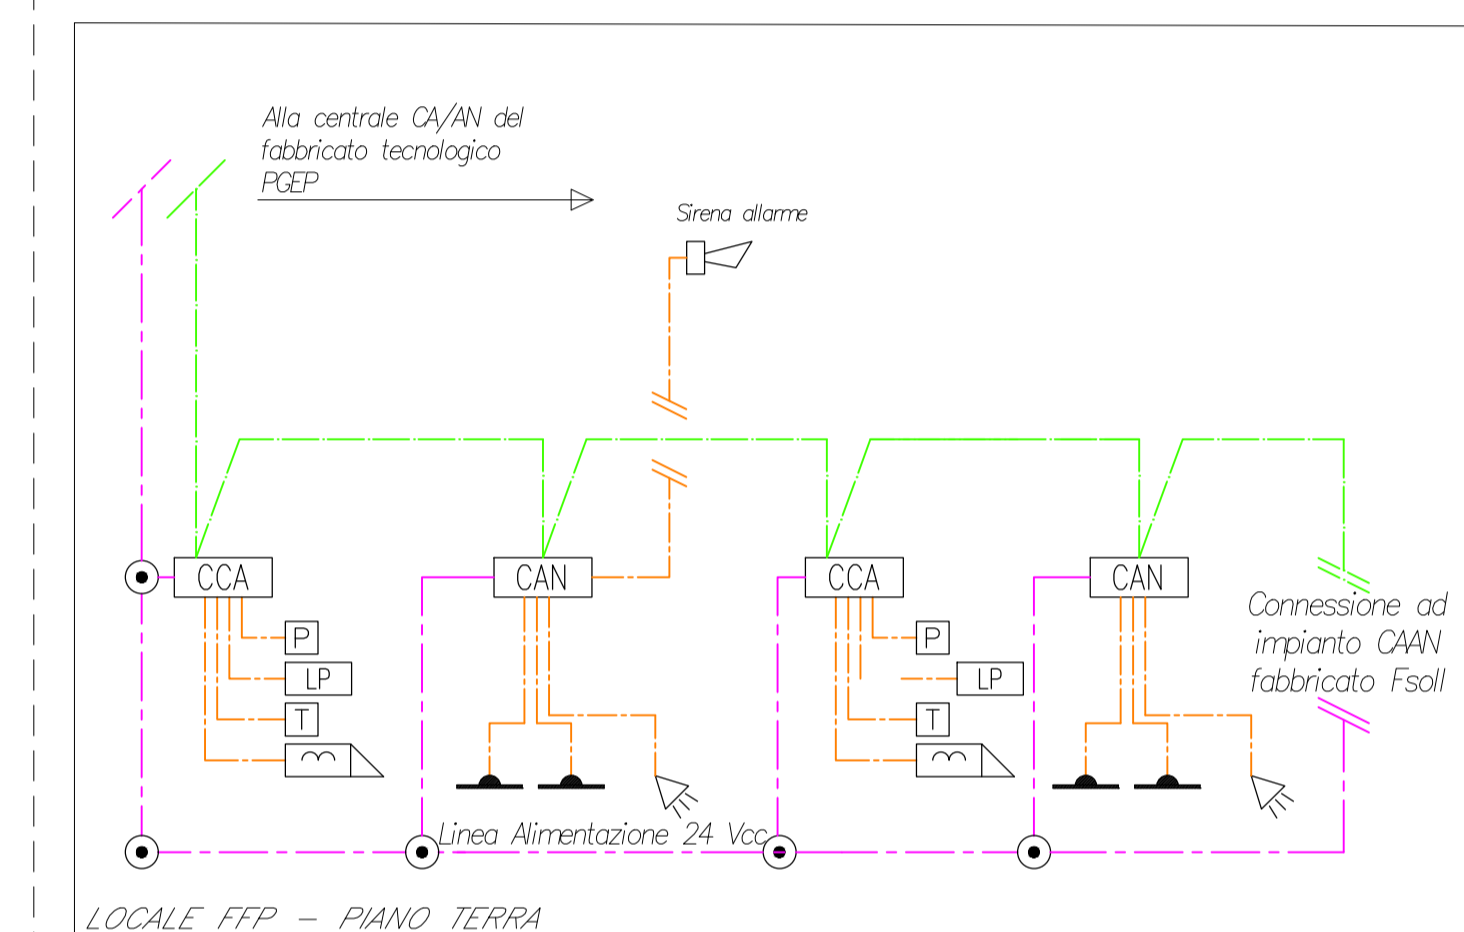 Alla centrale CA/AN del
fabbricato tecnologico
PGEP
Sirena allarme
CCA
CAN
CCA
CAN
P
LP
T
P
LP
T
Connessione ad
impianto CAAN
fabbricato Fsoll
Linea Alimentazione 24 Vcc
LOCALE FFP - PIANO TERRA